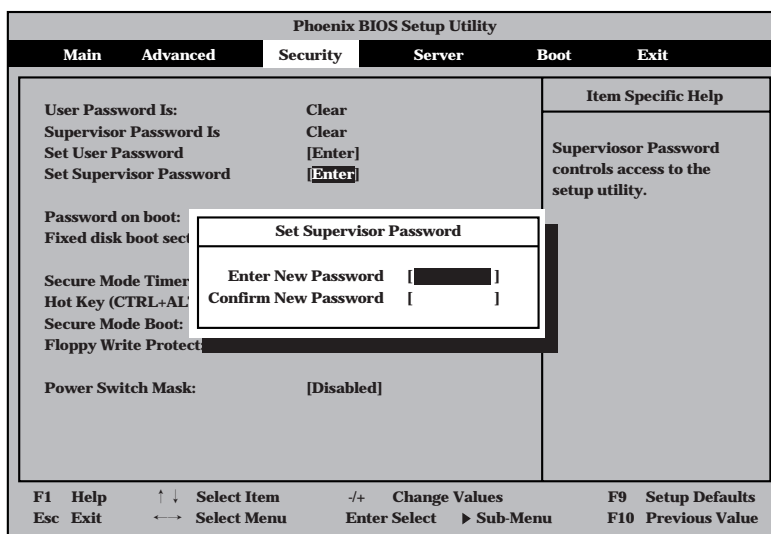 Phoenix BIOS Setup Utility
Main Advanced Security Server Boot Exit
User Password Is: Clear
Supervisor Password Is Clear
Set User Password [Enter]
Set Supervisor Password [Enter]
Password on boot:
Fixed disk boot sect
Secure Mode Timer
Hot Key (CTRL+AL
Secure Mode Boot:
Floppy Write Protect:
Power Switch Mask: [Disabled]
Set Supervisor Password
Enter New Password [ ]
Confirm New Password [ ]
Item Specific Help
Superviosor Password
controls access to the
setup utility.
F1 Help ↑↓ Select Item -/+ Change Values F9 Setup Defaults
Esc Exit ←→ Select Menu Enter Select ▶ Sub-Menu F10 Previous Value